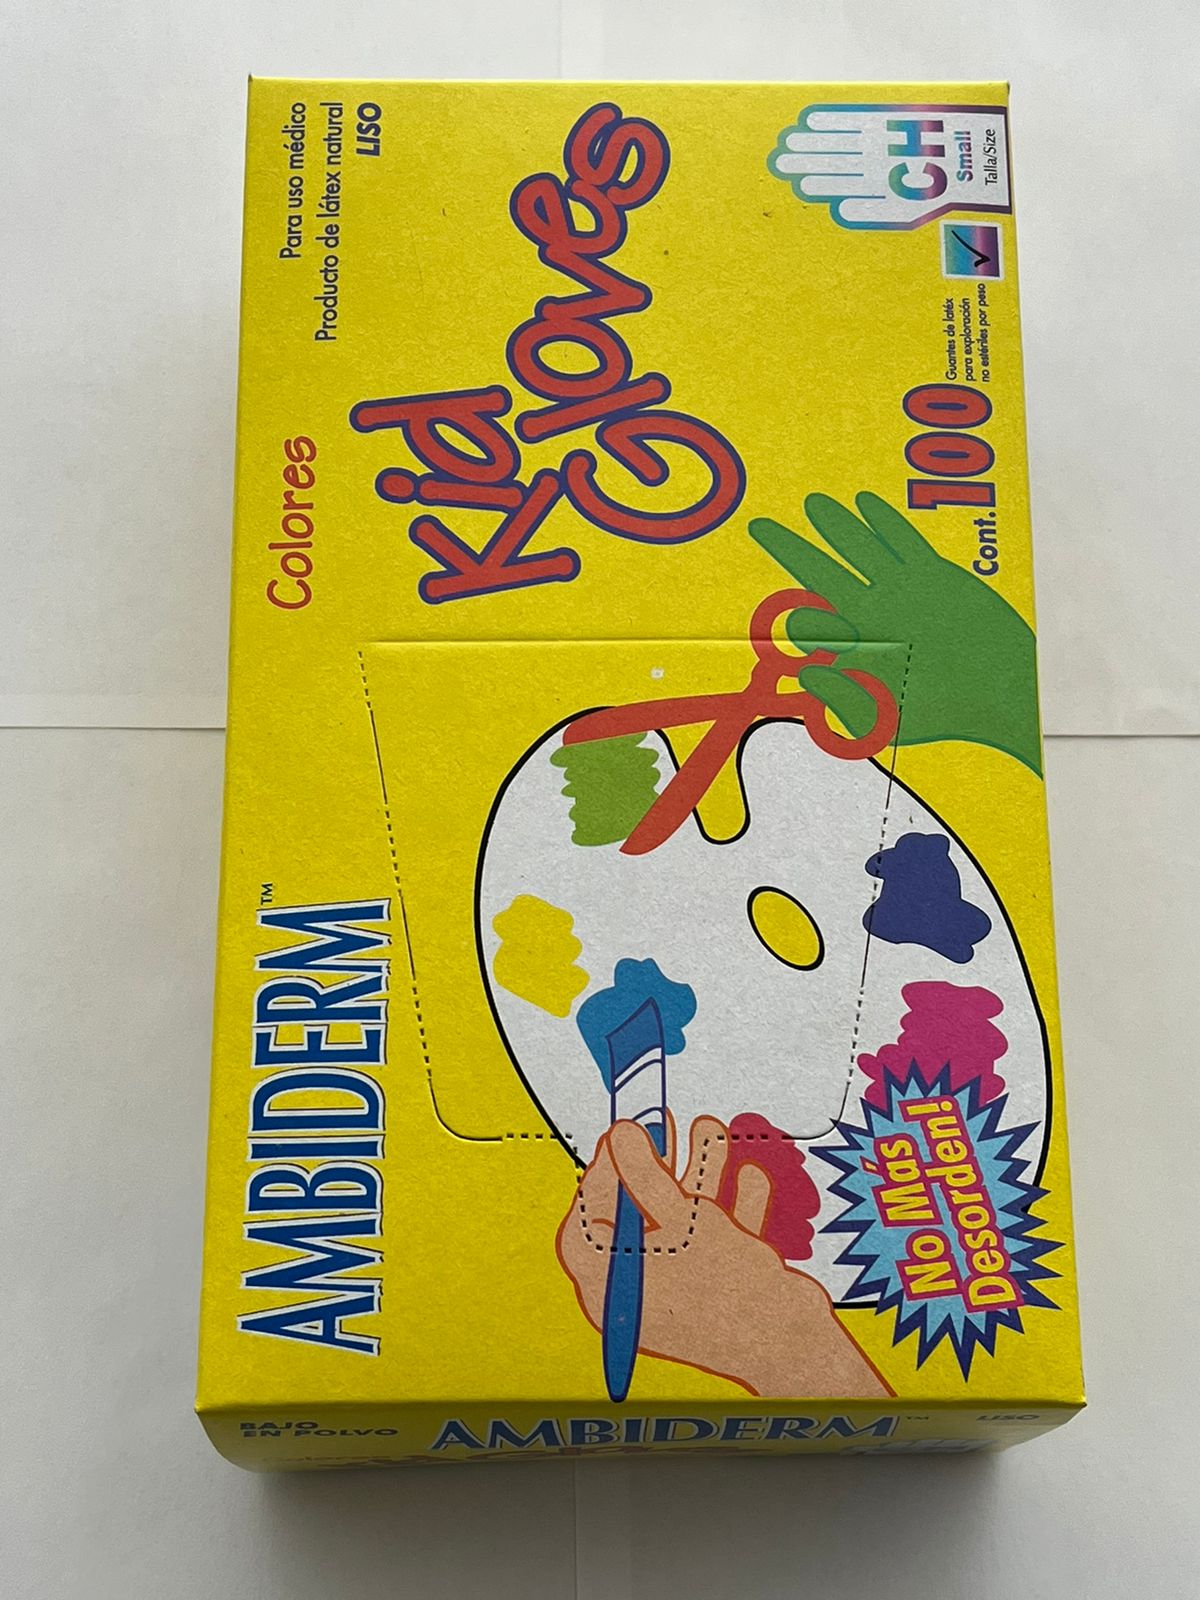 AMBIDERM™
Colores
Para uso médico
Producto de látex natural
LISO
Kid
Gloves
No Más
Desorden!
Cont. 100
Guantes de latéx
para exploración
no estériles por peso
CH
Small
Talla/Size
BAJO
EN POLVO
AMBIDERM™
LISO